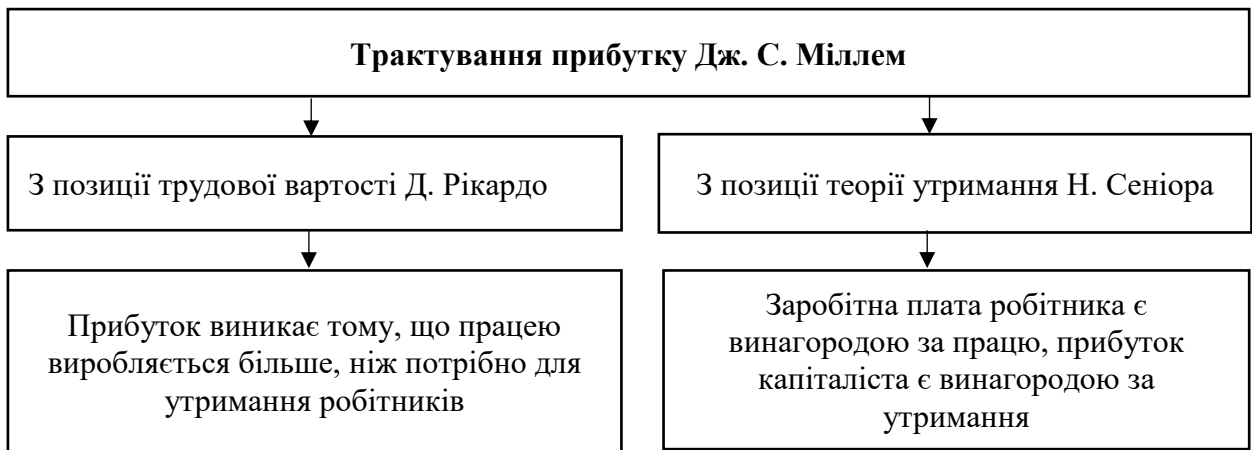 Трактування прибутку Дж. С. Міллем
З позиції трудової вартості Д. Рікардо
З позиції теорії утримання Н. Сеніора
Прибуток виникає тому, що працею
виробляється більше, ніж потрібно для
утримання робітників
Заробітна плата робітника є
винагородою за працю, прибуток
капіталіста є винагородою за
утримання